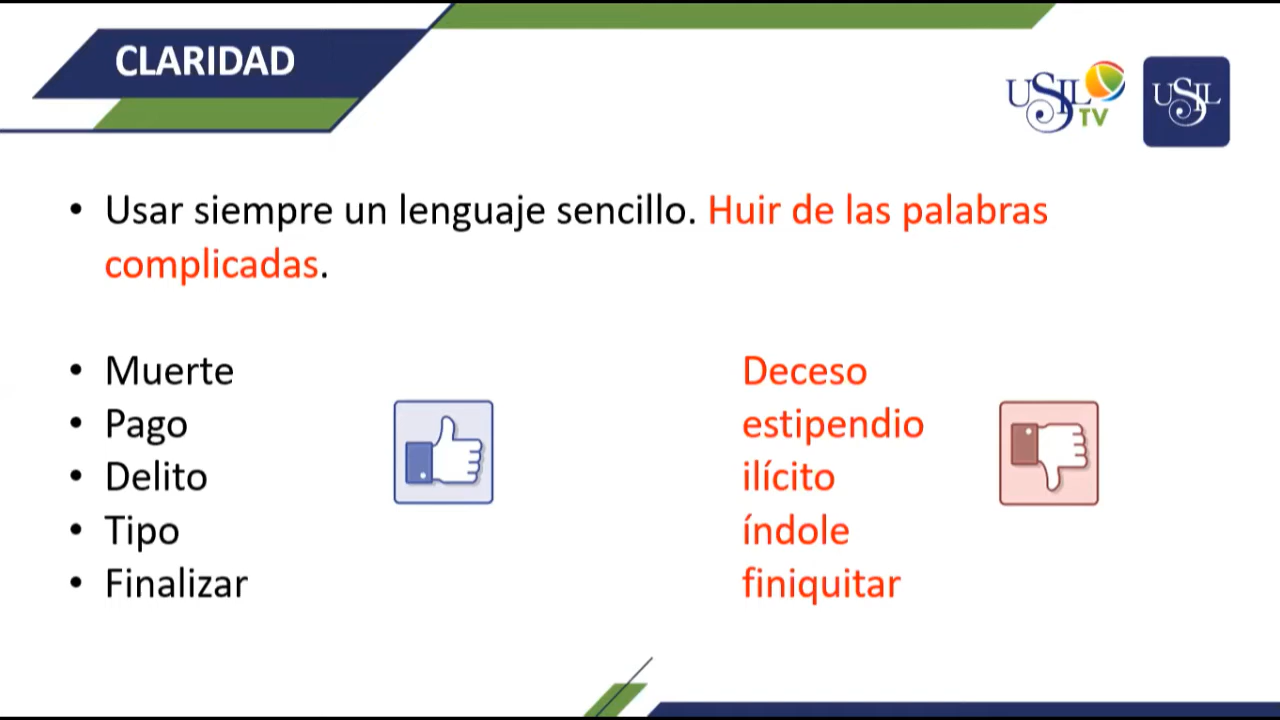 CLARIDAD
USIL
TV
USIL
• Usar siempre un lenguaje sencillo. Huir de las palabras
complicadas.
• Muerte
• Pago
• Delito
• Tipo
• Finalizar
Deceso
estipendio
ilícito
índole
finiquitar